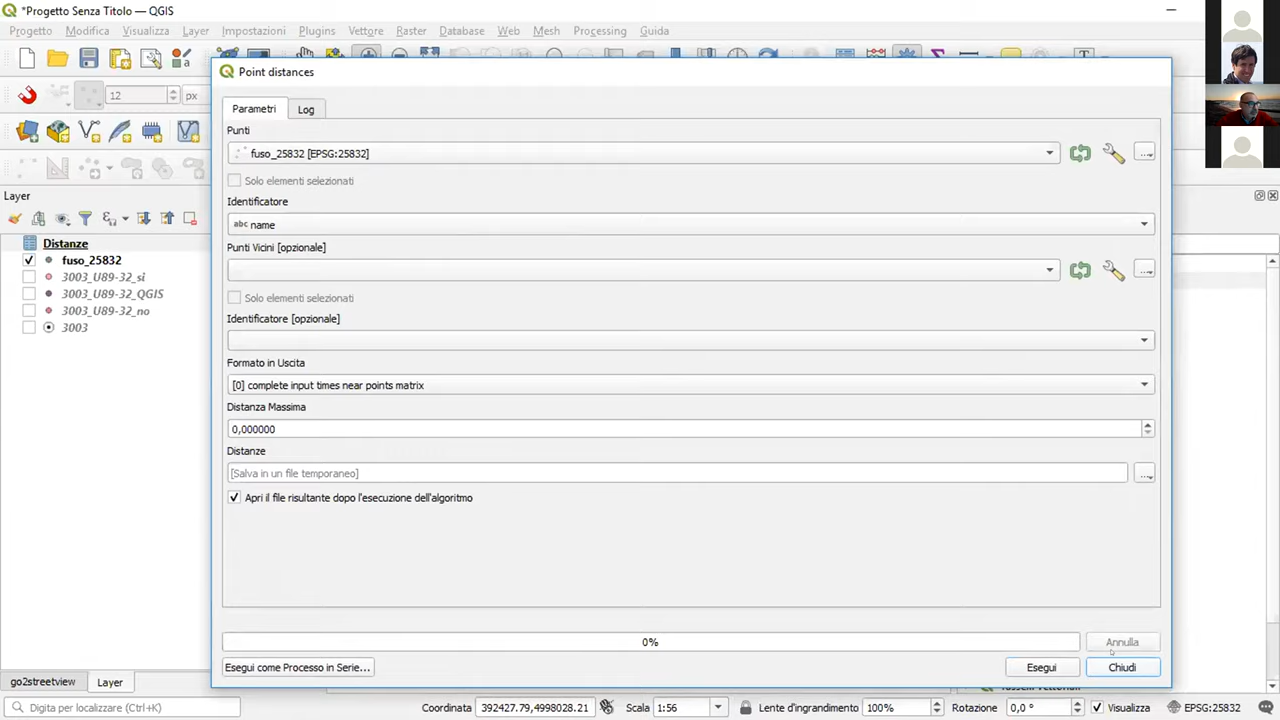 *Progetto Senza Titolo — QGIS
Progetto Modifica Visualizza Layer Impostazioni Plugins Vettore Raster Database Web Mesh Processing Guida
12 px
Point distances
Parametri Log
Punti
fuso_25832 [EPSG:25832]
Solo elementi selezionati
Identificatore
abc name
Punti Vicini [opzionale]
Solo elementi selezionati
Identificatore [opzionale]
Formato in Uscita
[0] complete input times near points matrix
Distanza Massima
0,000000
Distanze
[Salva in un file temporaneo]
Apri il file risultante dopo l'esecuzione dell'algoritmo
0% Annulla
Esegui come Processo in Serie... Esegui Chiudi
Layer
Distanze
fuso_25832
3003_U89-32_si
3003_U89-32_QGIS
3003_U89-32_no
3003
go2streetview Layer
Digita per localizzare (Ctrl+K) Coordinata 392427.79,4998028.21 Scala 1:56 Lente d'ingrandimento 100% Rotazione 0,0 ° Visualizza EPSG:25832